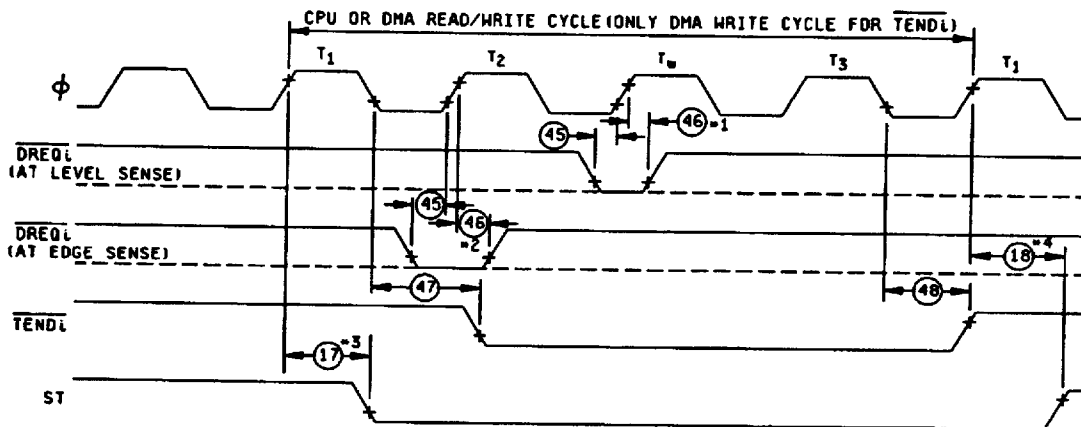 CPU OR DMA READ/WRITE CYCLE(ONLY DMA WRITE CYCLE FOR TENDi)
T1 T2 Tw T3 T1
ϕ
45 46 *1
DREQi
(AT LEVEL SENSE)
45 46 *2
DREQi
(AT EDGE SENSE)
18 *4
47 48
TENDi
17 *3
ST